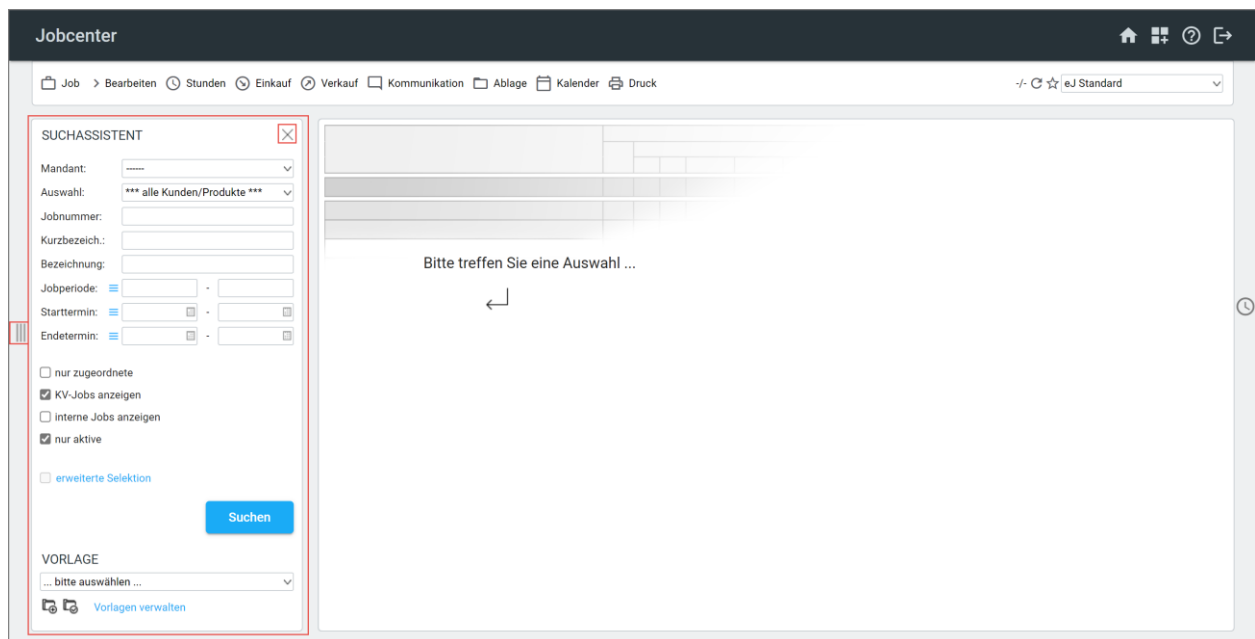 Jobcenter
Job > Bearbeiten Stunden Einkauf Verkauf Kommunikation Ablage Kalender Druck -/- eJ Standard
SUCHASSISTENT
Mandant: ------
Auswahl: *** alle Kunden/Produkte ***
Jobnummer:
Kurzbezeich.:
Bezeichnung:
Jobperiode: -
Starttermin: -
Endetermin: -
nur zugeordnete
KV-Jobs anzeigen
interne Jobs anzeigen
nur aktive
erweiterte Selektion
Suchen
VORLAGE
... bitte auswählen ...
Vorlagen verwalten
Bitte treffen Sie eine Auswahl ...